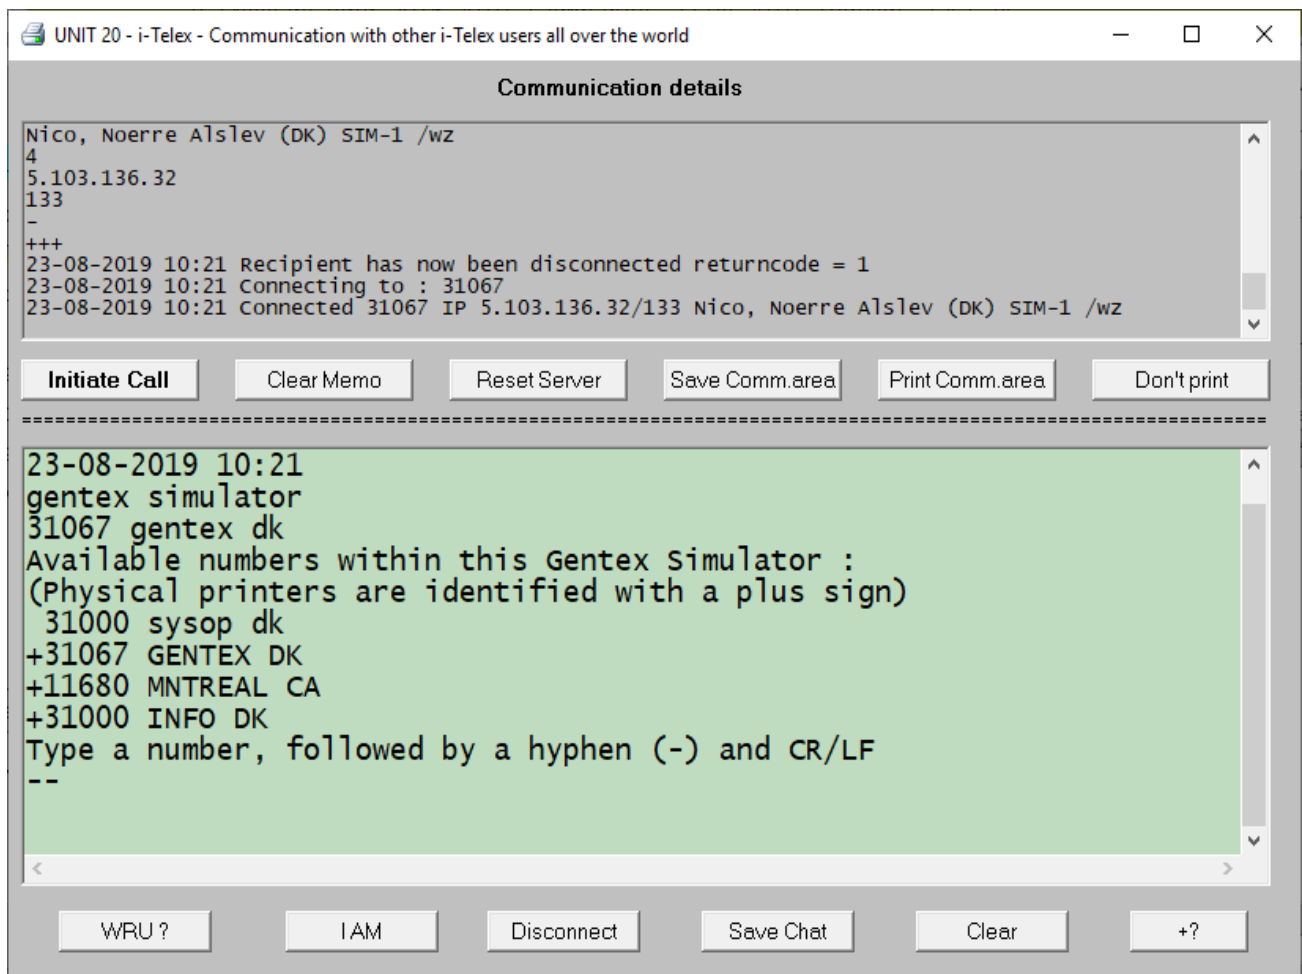 UNIT 20 - i-Telex - Communication with other i-Telex users all over the world
Communication details
Nico, Noerre Alslev (DK) SIM-1 /wz
4
5.103.136.32
133
-
+++
23-08-2019 10:21 Recipient has now been disconnected returncode = 1
23-08-2019 10:21 Connecting to : 31067
23-08-2019 10:21 Connected 31067 IP 5.103.136.32/133 Nico, Noerre Alslev (DK) SIM-1 /wz
Initiate Call Clear Memo Reset Server Save Comm.area Print Comm.area Don't print
23-08-2019 10:21
gentex simulator
31067 gentex dk
Available numbers within this Gentex Simulator :
(Physical printers are identified with a plus sign)
31000 sysop dk
+31067 GENTEX DK
+11680 MNTREAL CA
+31000 INFO DK
Type a number, followed by a hyphen (-) and CR/LF
--
WRU ? I AM Disconnect Save Chat Clear +?